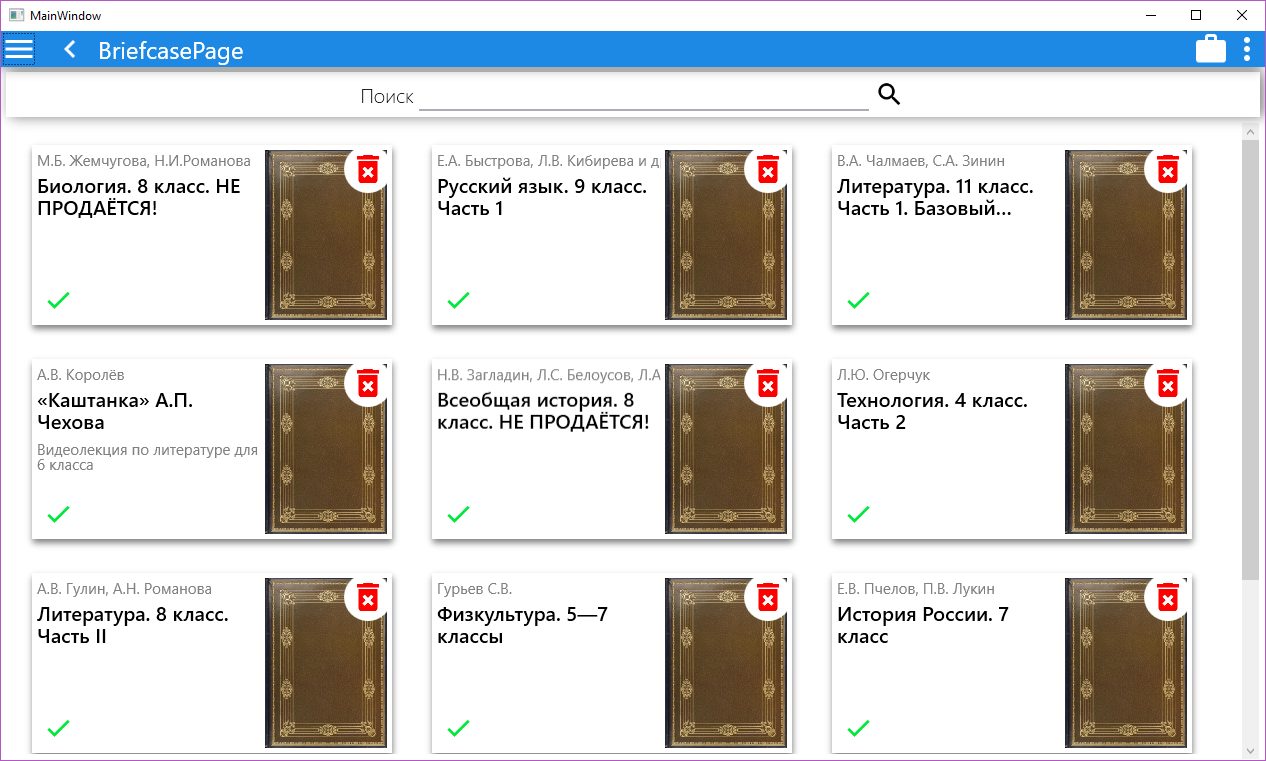 MainWindow
BriefcasePage
Поиск
М.Б. Жемчугова, Н.И.Романова
Биология. 8 класс. НЕ
ПРОДАЁТСЯ!
Е.А. Быстрова, Л.В. Кибирева и д
Русский язык. 9 класс.
Часть 1
В.А. Чалмаев, С.А. Зинин
Литература. 11 класс.
Часть 1. Базовый...
А.В. Королёв
«Каштанка» А.П.
Чехова
Видеолекция по литературе для
6 класса
Н.В. Загладин, Л.С. Белоусов, Л.А
Всеобщая история. 8
класс. НЕ ПРОДАЁТСЯ!
Л.Ю. Огерчук
Технология. 4 класс.
Часть 2
А.В. Гулин, А.Н. Романова
Литература. 8 класс.
Часть II
Гурьев С.В.
Физкультура. 5—7
классы
Е.В. Пчелов, П.В. Лукин
История России. 7
класс